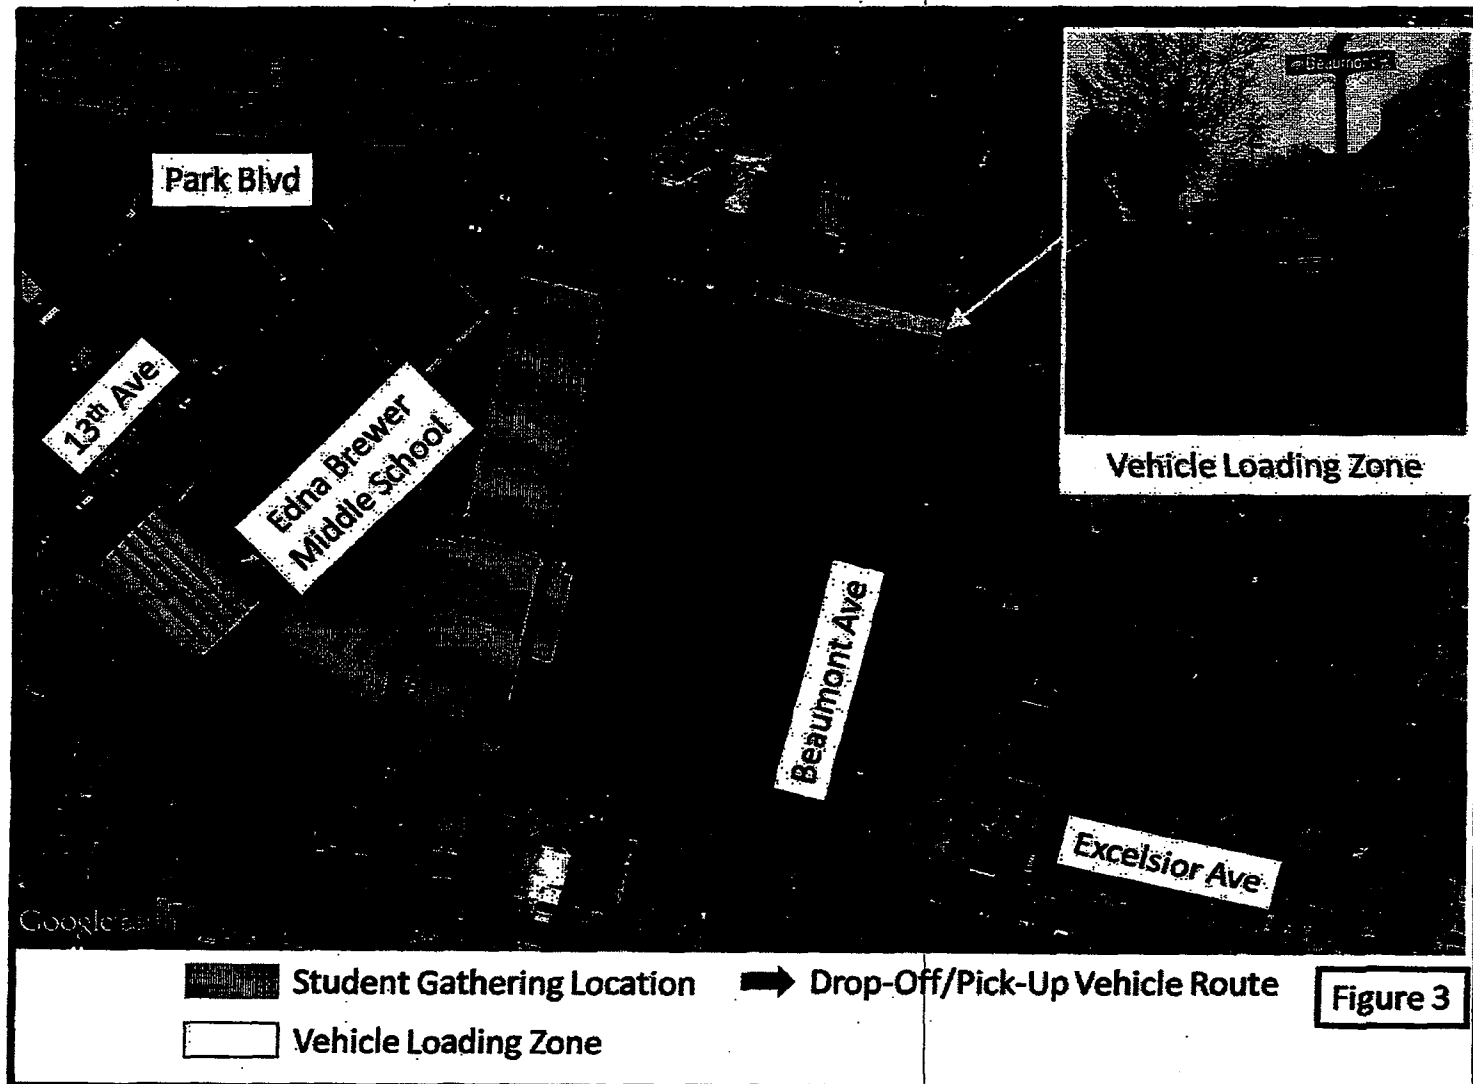 Beaumont
Park Blvd
13th Ave
Edna Brewer
Middle School
Vehicle Loading Zone
Beaumont Ave
Excelsior Ave
Google
Student Gathering Location
Drop-Off/Pick-Up Vehicle Route
Figure 3
Vehicle Loading Zone